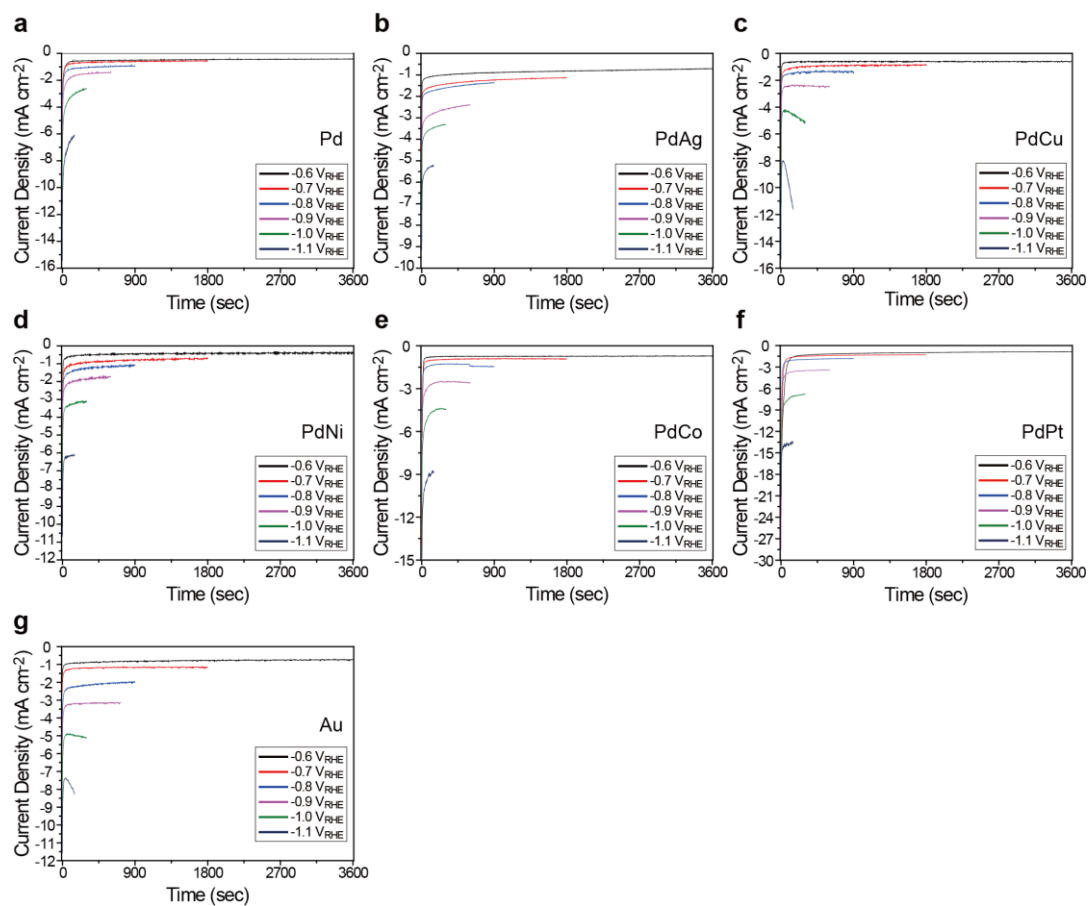 a
0
-2
-4
-6
-8
-10
-12
-14
-16
Current Density (mA cm-2)
Pd
-0.6 VRHE
-0.7 VRHE
-0.8 VRHE
-0.9 VRHE
-1.0 VRHE
-1.1 VRHE
0 900 1800 2700 3600
Time (sec)
b
0
-1
-2
-3
-4
-5
-6
-7
-8
-9
-10
Current Density (mA cm-2)
PdAg
-0.6 VRHE
-0.7 VRHE
-0.8 VRHE
-0.9 VRHE
-1.0 VRHE
-1.1 VRHE
0 900 1800 2700 3600
Time (sec)
c
0
-2
-4
-6
-8
-10
-12
-14
-16
Current Density (mA cm-2)
PdCu
-0.6 VRHE
-0.7 VRHE
-0.8 VRHE
-0.9 VRHE
-1.0 VRHE
-1.1 VRHE
0 900 1800 2700 3600
Time (sec)
d
0
-1
-2
-3
-4
-5
-6
-7
-8
-9
-10
-11
-12
Current Density (mA cm-2)
PdNi
-0.6 VRHE
-0.7 VRHE
-0.8 VRHE
-0.9 VRHE
-1.0 VRHE
-1.1 VRHE
0 900 1800 2700 3600
Time (sec)
e
0
-3
-6
-9
-12
-15
Current Density (mA cm-2)
PdCo
-0.6 VRHE
-0.7 VRHE
-0.8 VRHE
-0.9 VRHE
-1.0 VRHE
-1.1 VRHE
0 900 1800 2700 3600
Time (sec)
f
0
-3
-6
-9
-12
-15
-18
-21
-24
-27
-30
Current Density (mA cm-2)
PdPt
-0.6 VRHE
-0.7 VRHE
-0.8 VRHE
-0.9 VRHE
-1.0 VRHE
-1.1 VRHE
0 900 1800 2700 3600
Time (sec)
g
0
-1
-2
-3
-4
-5
-6
-7
-8
-9
-10
-11
-12
Current Density (mA cm-2)
Au
-0.6 VRHE
-0.7 VRHE
-0.8 VRHE
-0.9 VRHE
-1.0 VRHE
-1.1 VRHE
0 900 1800 2700 3600
Time (sec)